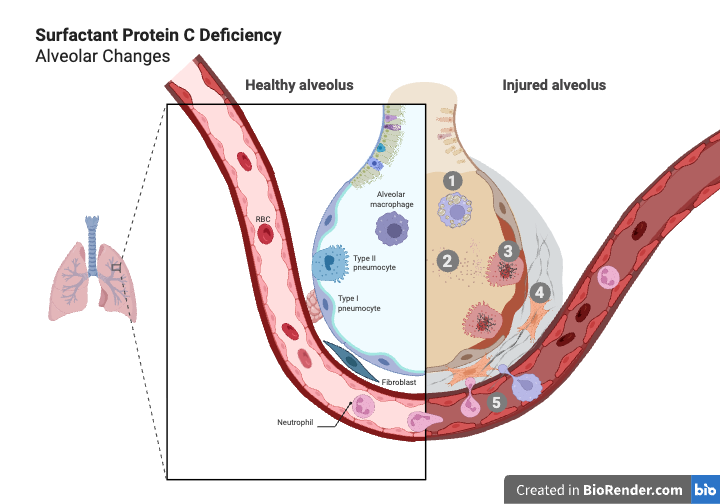 Surfactant Protein C Deficiency
Alveolar Changes
Healthy alveolus
Injured alveolus
1
Alveolar
macrophage
RBC
2
3
Type II
pneumocyte
4
Type I
pneumocyte
Fibroblast
5
Neutrophil
Created in BioRender.com
bio